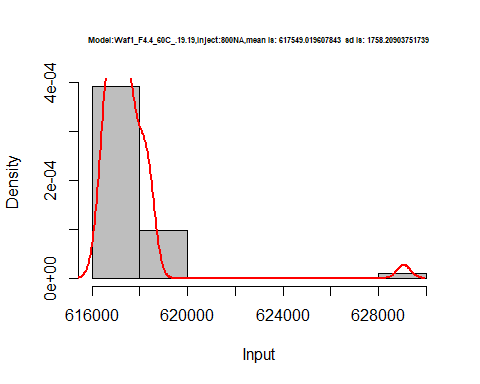 Model:Waf1_F4.4_60C_.19.19,Inject:800NA,mean is: 617549.019607843 sd is: 1758.20903751739
4e-04
2e-04
0e+00
Density
616000 620000 624000 628000
Input